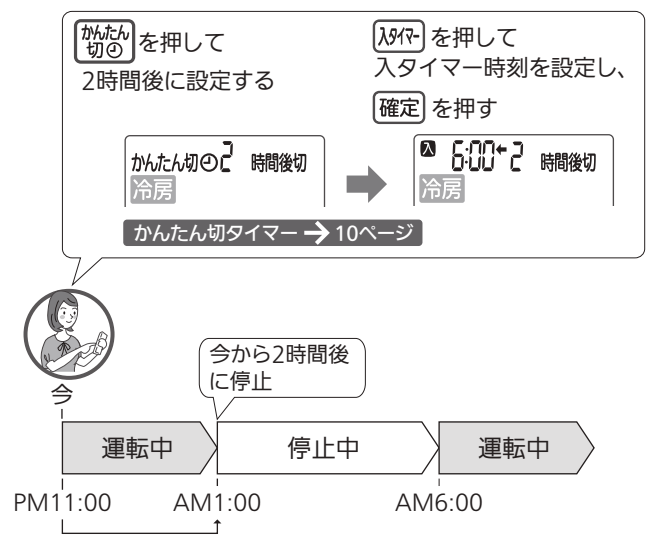 かんたん
切 を押して
2時間後に設定する
入タイマー を押して
入タイマー時刻を設定し、
確定 を押す
かんたん切 2 時間後切
冷房
入 6:00←2 時間後切
冷房
かんたん切タイマー → 10ページ
今から2時間後
に停止
今
運転中
停止中
運転中
PM11:00
AM1:00
AM6:00